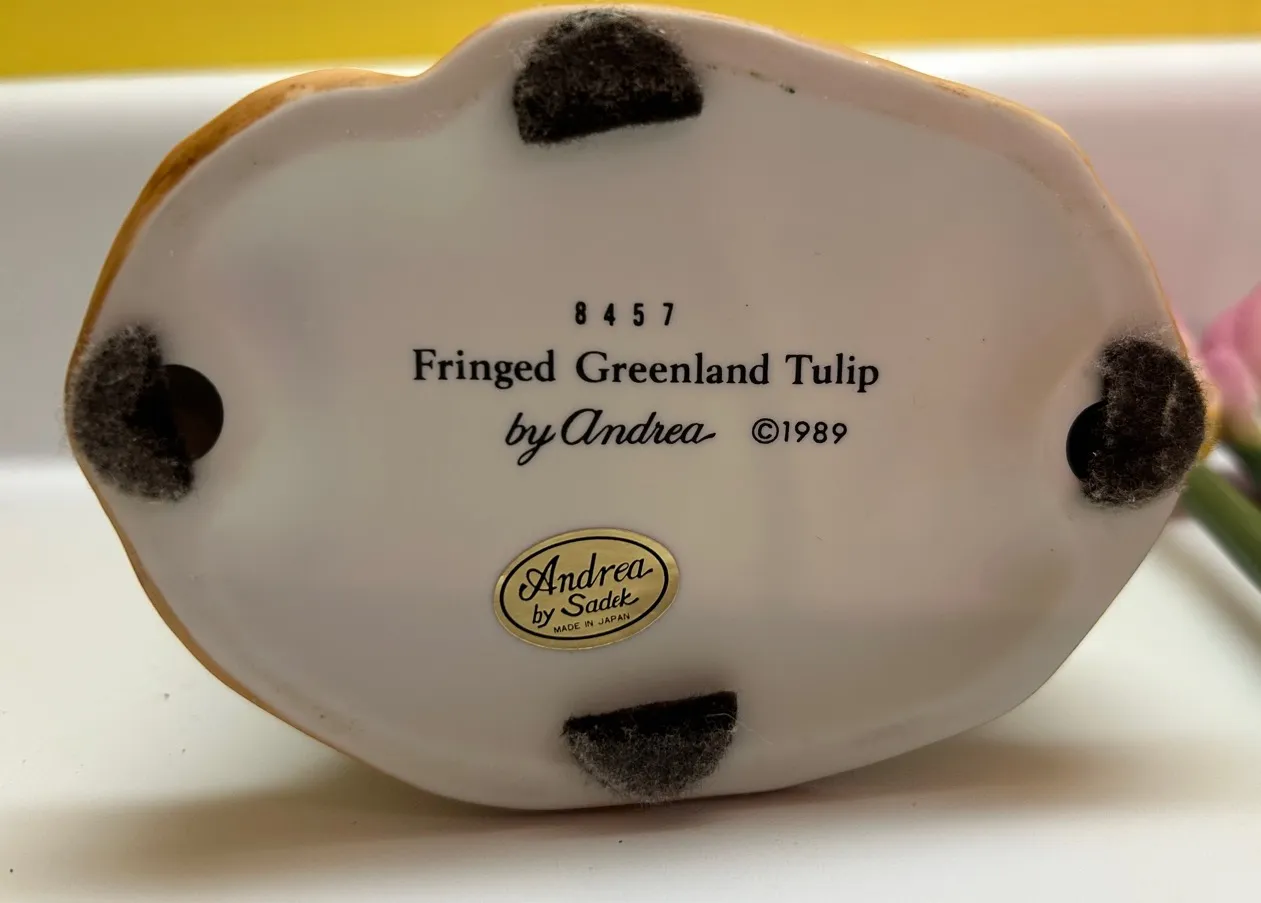 8457
Fringed Greenland Tulip
by Andrea ©1989
Andrea
by Sadek
MADE IN JAPAN